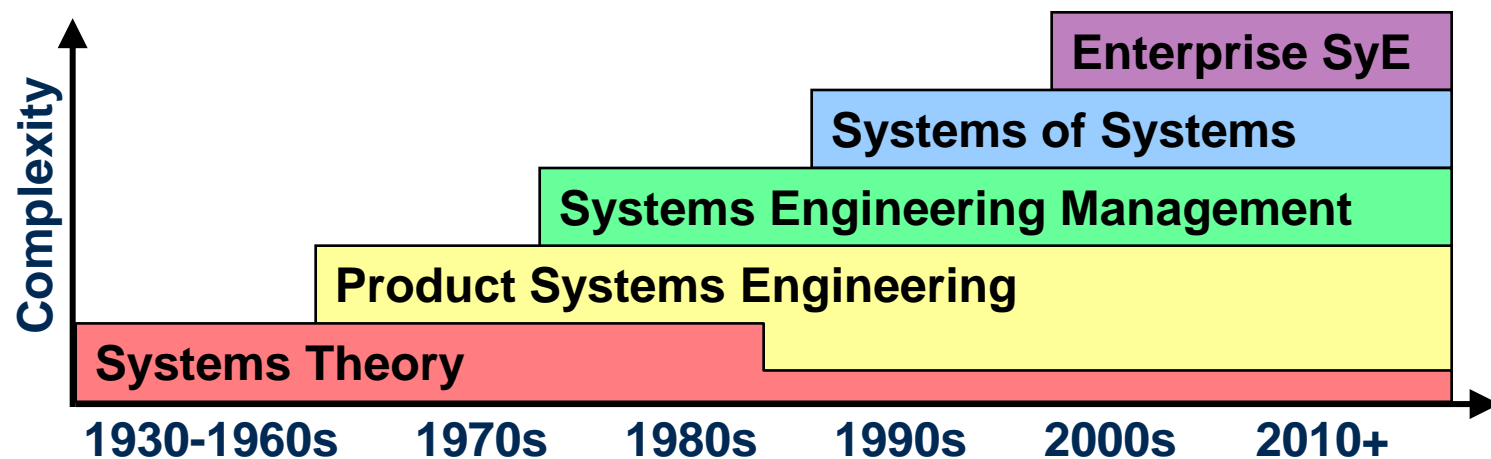 Complexity
Enterprise SyE
Systems of Systems
Systems Engineering Management
Product Systems Engineering
Systems Theory
1930-1960s 1970s 1980s 1990s 2000s 2010+